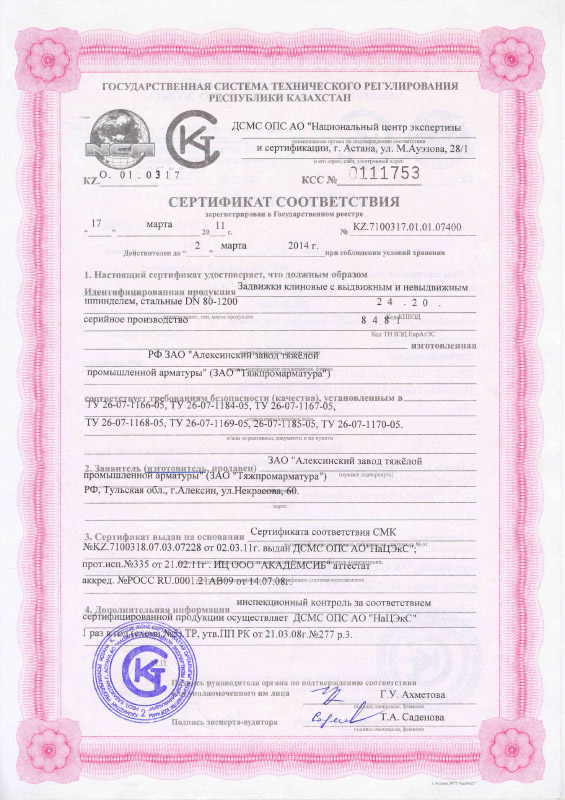 ГОСУДАРСТВЕННАЯ СИСТЕМА ТЕХНИЧЕСКОГО РЕГУЛИРОВАНИЯ
РЕСПУБЛИКИ КАЗАХСТАН
ДСМС ОПС АО "Национальный центр экспертизы
наименование органа по подтверждению соответствия
и сертификации, г. Астана, ул. М.Ауэзова, 28/1
и его адрес, сайт, электронный адрес
KZ. О. 01.0317
КСС № 0111753
СЕРТИФИКАТ СООТВЕТСТВИЯ
зарегистрирован в Государственном реестре
"17" марта 2011 г. № KZ.7100317.01.01.07400
Действителен до "2" марта 2014 г. при соблюдении условий хранения
1. Настоящий сертификат удостоверяет, что должным образом
Идентифицированная продукция Задвижки клиновые с выдвижным и невыдвижным
шпинделем, стальные DN 80-1200 24.20.
серийное производство 8481
Код КПВЭД
тип, марка продукция
Код ТН ВЭД ЕврАзЭС
изготовленная
РФ ЗАО "Алексинский завод тяжёлой
промышленной арматуры" (ЗАО "Тяжпромарматура")
соответствует требованиям безопасности (качества), установленным в
ТУ 26-07-1166-05, ТУ 26-07-1184-05, ТУ 26-07-1167-05,
ТУ 26-07-1168-05, ТУ 26-07-1169-05, 26-07-1185-05, ТУ 26-07-1170-05.
и/или нормативных документы и их пункты
2. Заявитель (изготовитель, продавец) ЗАО "Алексинский завод тяжёлой
промышленной арматуры" (ЗАО "Тяжпромарматура")
(нужное подчеркнуть)
РФ, Тульская обл., г.Алексин, ул.Некрасова, 60.
адрес
3. Сертификат выдан на основании Сертификата соответствия СМК
№KZ.7100318.07.03.07228 от 02.03.11г. выдан ДСМС ОПС АО "НаЦЭкС";
прот.исп.№335 от 21.02.11г. ИЦ ООО "АКАДЕМСИБ" аттестат
аккред. №РОСС RU.0001.21АВ09 от 14.07.08г.
4. Дополнительная информация инспекционный контроль за соответствием
сертифицированной продукции осуществляет ДСМС ОПС АО "НаЦЭкС"
1 раз в год (схема №3), ТР, утв.ПП РК от 21.03.08г.№277 р.3.
Подпись руководителя органа по подтверждению соответствия
или уполномоченного им лица Г.У. Ахметова
подпись инициалы, фамилия
Подпись эксперта-аудитора Т.А. Саденова
подпись инициалы, фамилия